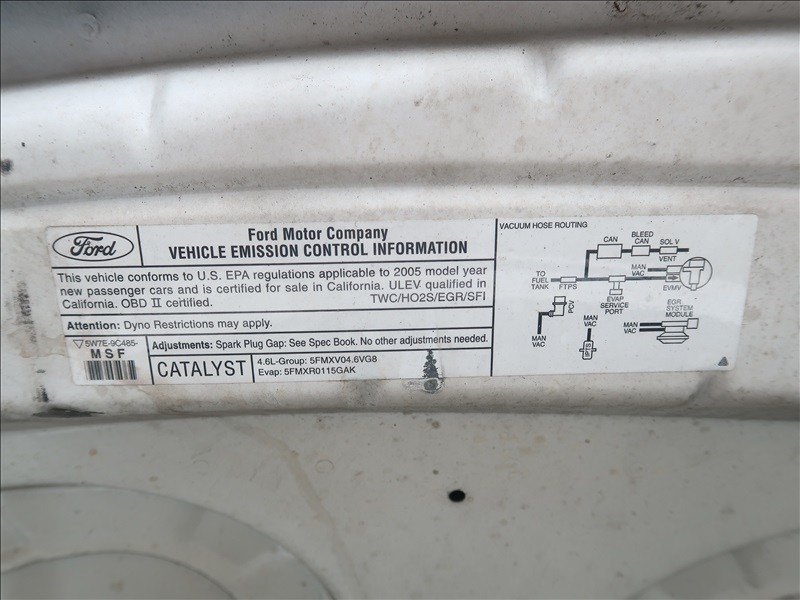 Ford
Ford Motor Company
VEHICLE EMISSION CONTROL INFORMATION
This vehicle conforms to U.S. EPA regulations applicable to 2005 model year
new passenger cars and is certified for sale in California. ULEV qualified in
California. OBD II certified. TWC/HO2S/EGR/SFI
Attention: Dyno Restrictions may apply.
5W7E-9C485-
MSF
Adjustments: Spark Plug Gap: See Spec Book. No other adjustments needed.
CATALYST
4.6L-Group: 5FMXV04.6VG8
Evap: 5FMXR0115GAK
VACUUM HOSE ROUTING
CAN
BLEED
CAN
SOL V
VENT
TO
FUEL
TANK
FTPS
MAN
VAC
EVMV
EVAP
SERVICE
PORT
PCV
MAN
VAC
MAN
VAC
IPTS
MAN
VAC
EGR
SYSTEM
MODULE